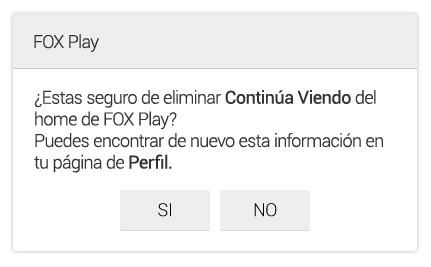 FOX Play
¿Estas seguro de eliminar Continúa Viendo del
home de FOX Play?
Puedes encontrar de nuevo esta información en
tu página de Perfil.
SI
NO